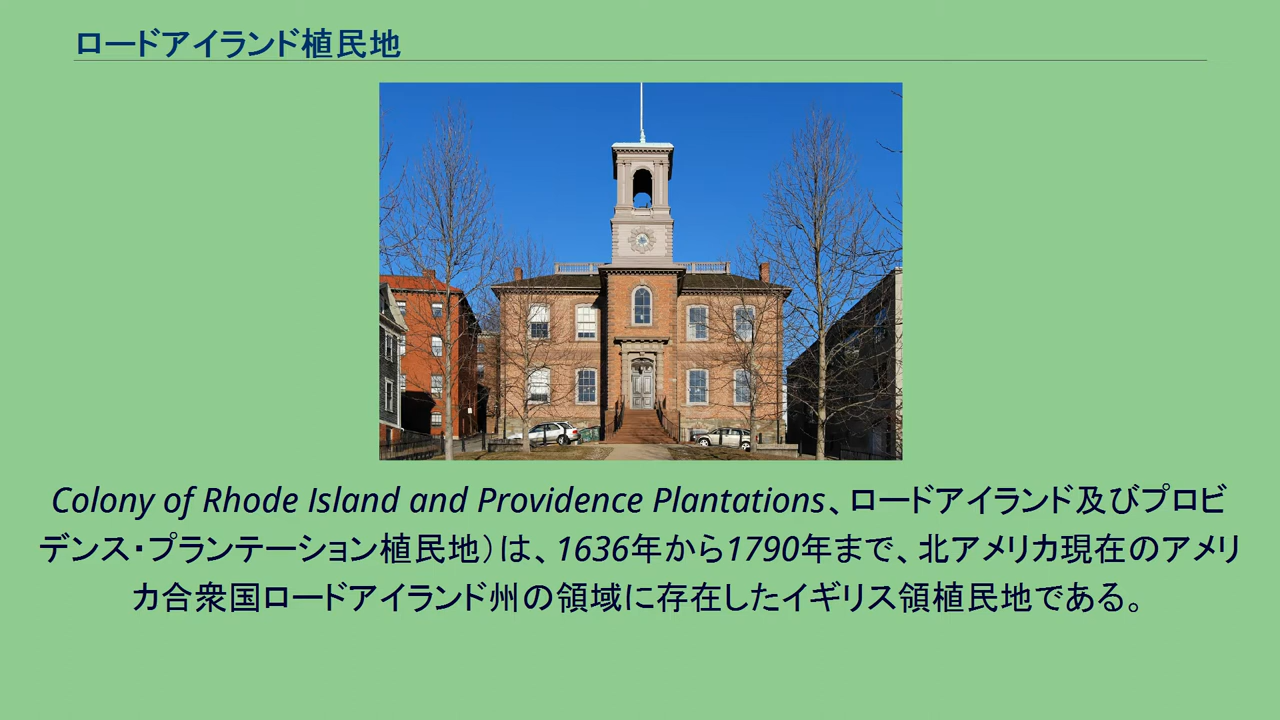 ロードアイランド植民地
Colony of Rhode Island and Providence Plantations、ロードアイランド及びプロビ
デンス・プランテーション植民地）は、1636年から1790年まで、北アメリカ現在のアメリ
カ合衆国ロードアイランド州の領域に存在したイギリス領植民地である。